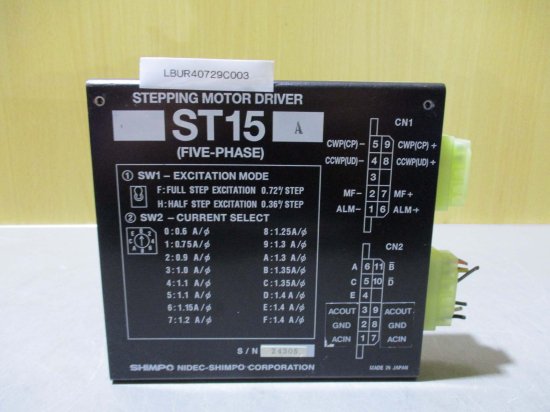 LBUR40729C003
STEPPING MOTOR DRIVER
ST15 A
(FIVE-PHASE)
① SW1-EXCITATION MODE
F:FULL STEP EXCITATION 0.72°/STEP
H:HALF STEP EXCITATION 0.36°/STEP
② SW2-CURRENT SELECT
0:0.6 A/φ 8:1.25A/φ
1:0.75A/φ 9:1.3 A/φ
2:0.9 A/φ A:1.3 A/φ
3:1.0 A/φ B:1.35A/φ
4:1.1 A/φ C:1.35A/φ
5:1.1 A/φ D:1.4 A/φ
6:1.15A/φ E:1.4 A/φ
7:1.2 A/φ F:1.4 A/φ
CN1
CWP(CP) 5 9 CWP(CP)+
CCWP(UD) 4 8 CCWP(UD)+
3
MF- 2 7 MF+
ALM- 1 6 ALM+
CN2
A 6 11 B̅
C 5 10 D̅
E 4
ACOUT 3 9 ACOUT
GND 2 8 GND
ACIN 1 7 ACIN
S/N 24305
SHIMPO NIDEC-SHIMPO CORPORATION
MADE IN JAPAN